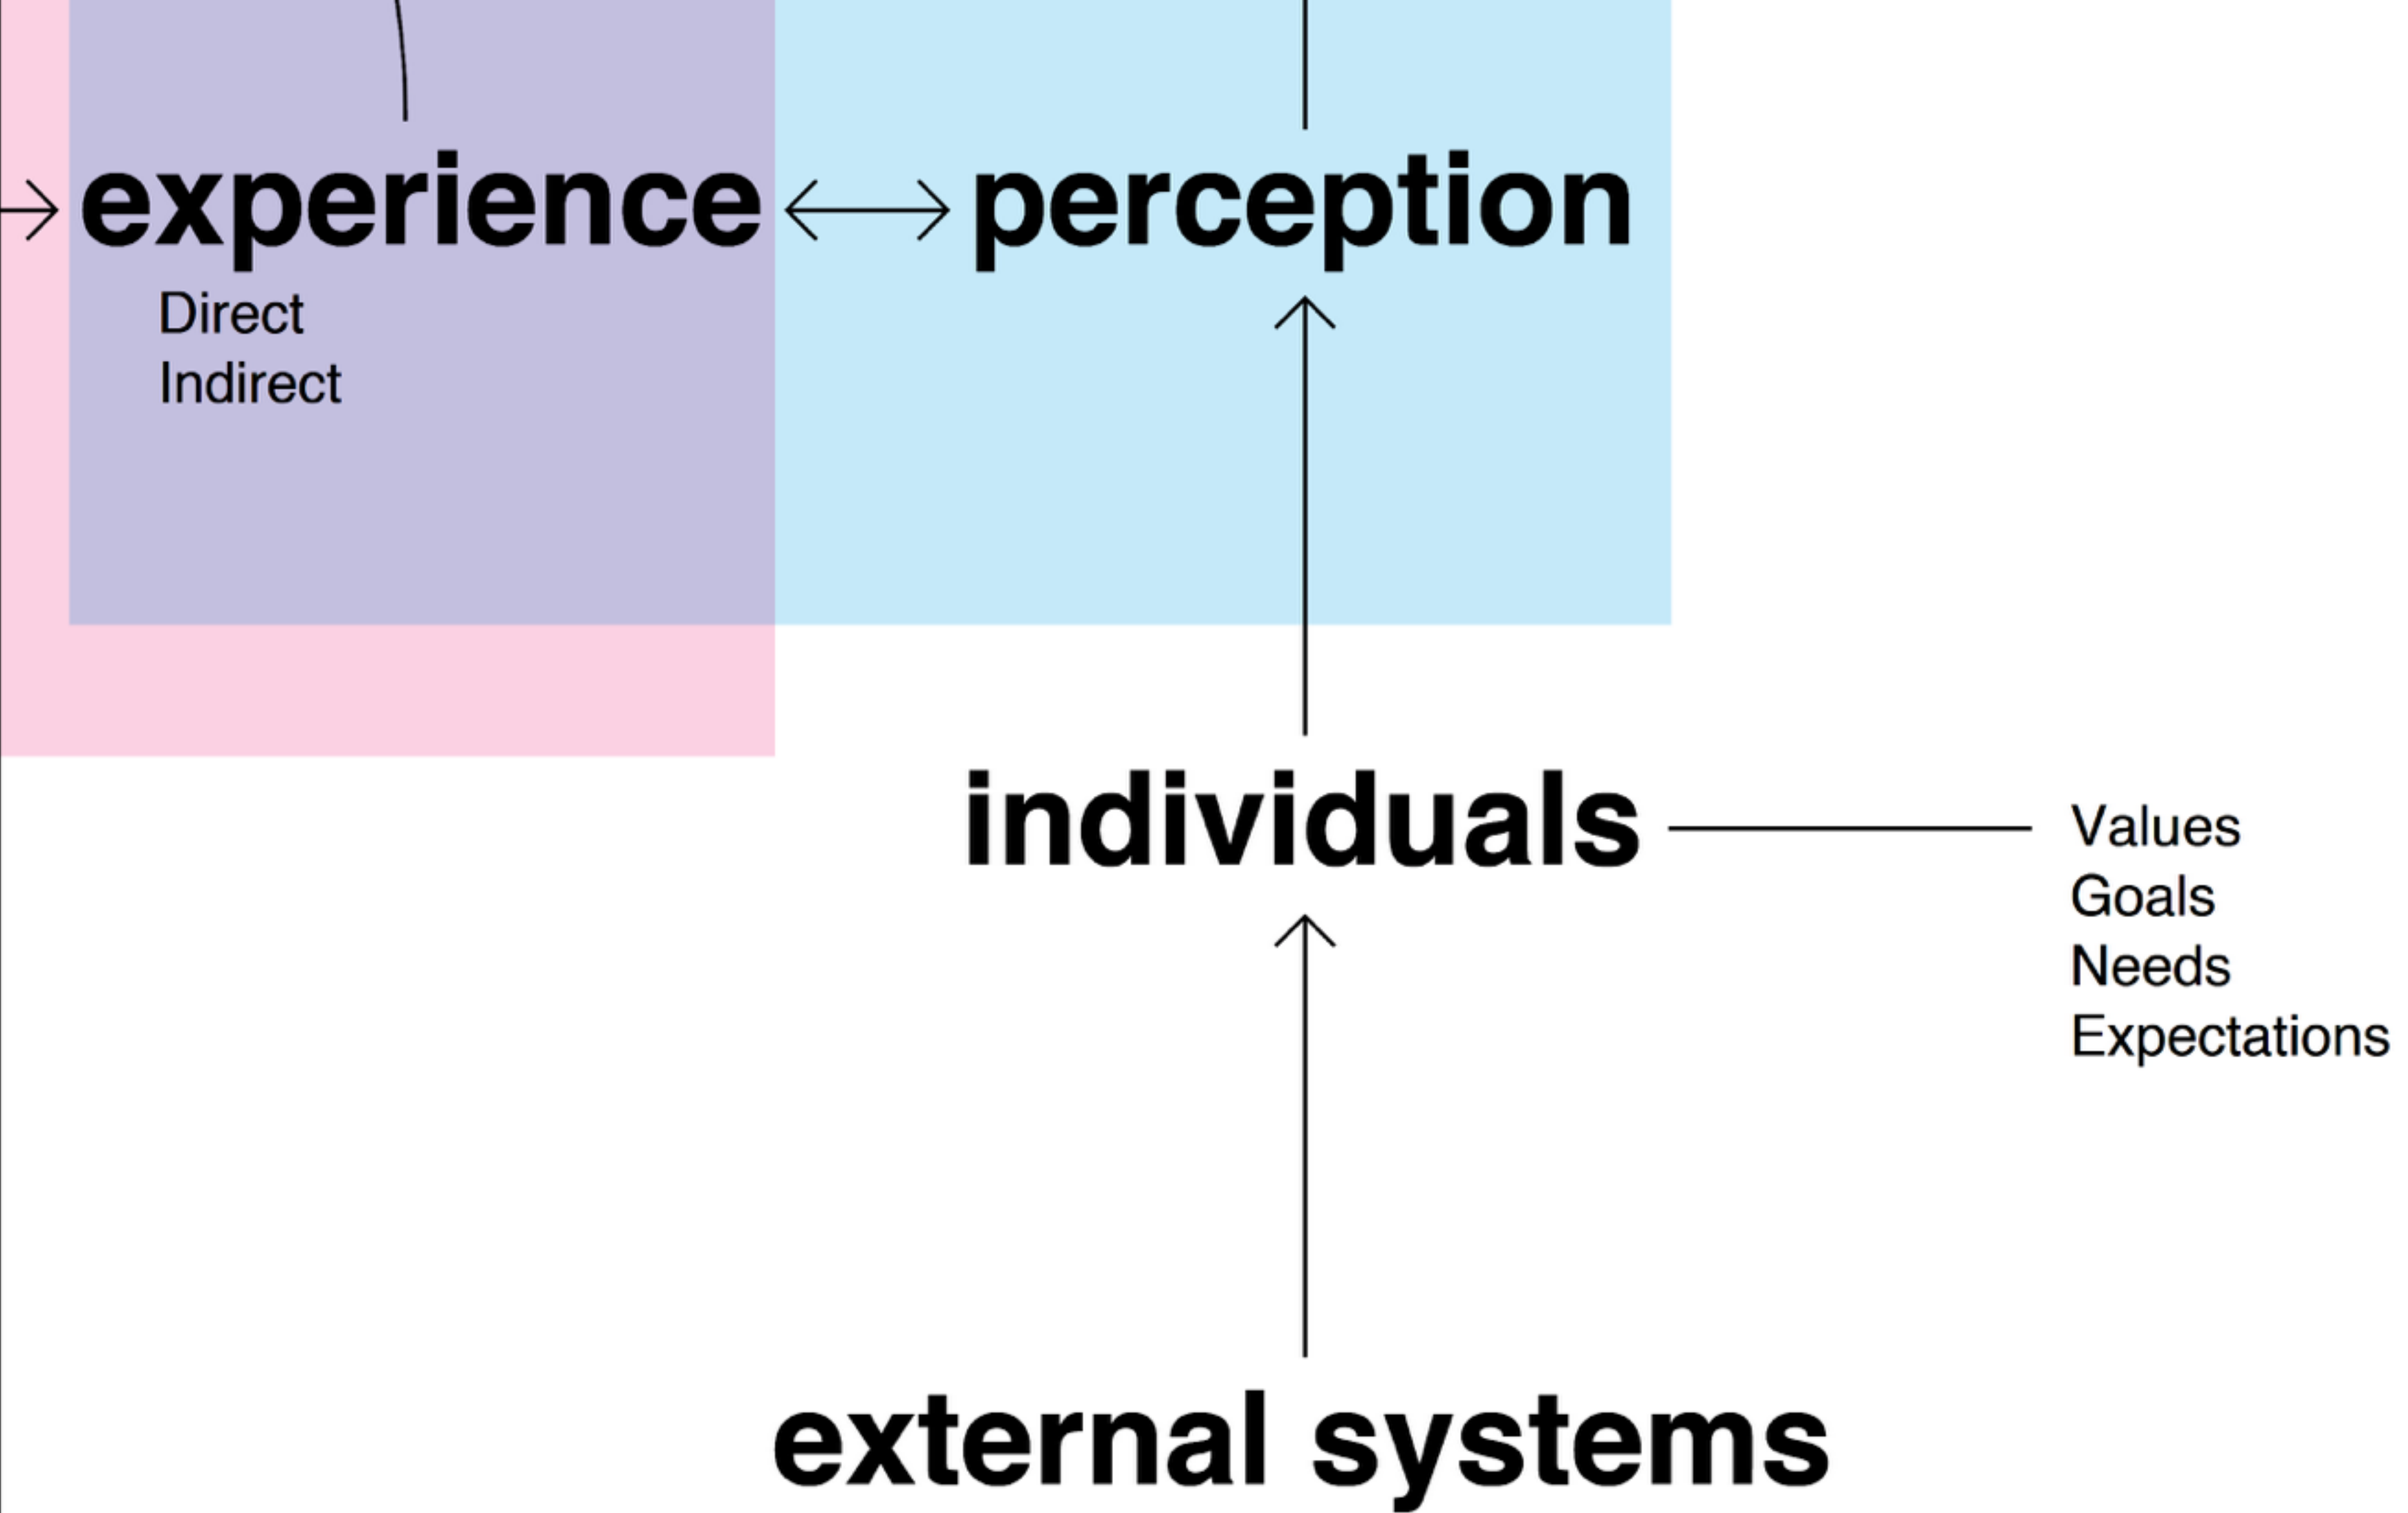 experience
perception
Direct
Indirect
individuals
Values
Goals
Needs
Expectations
external systems